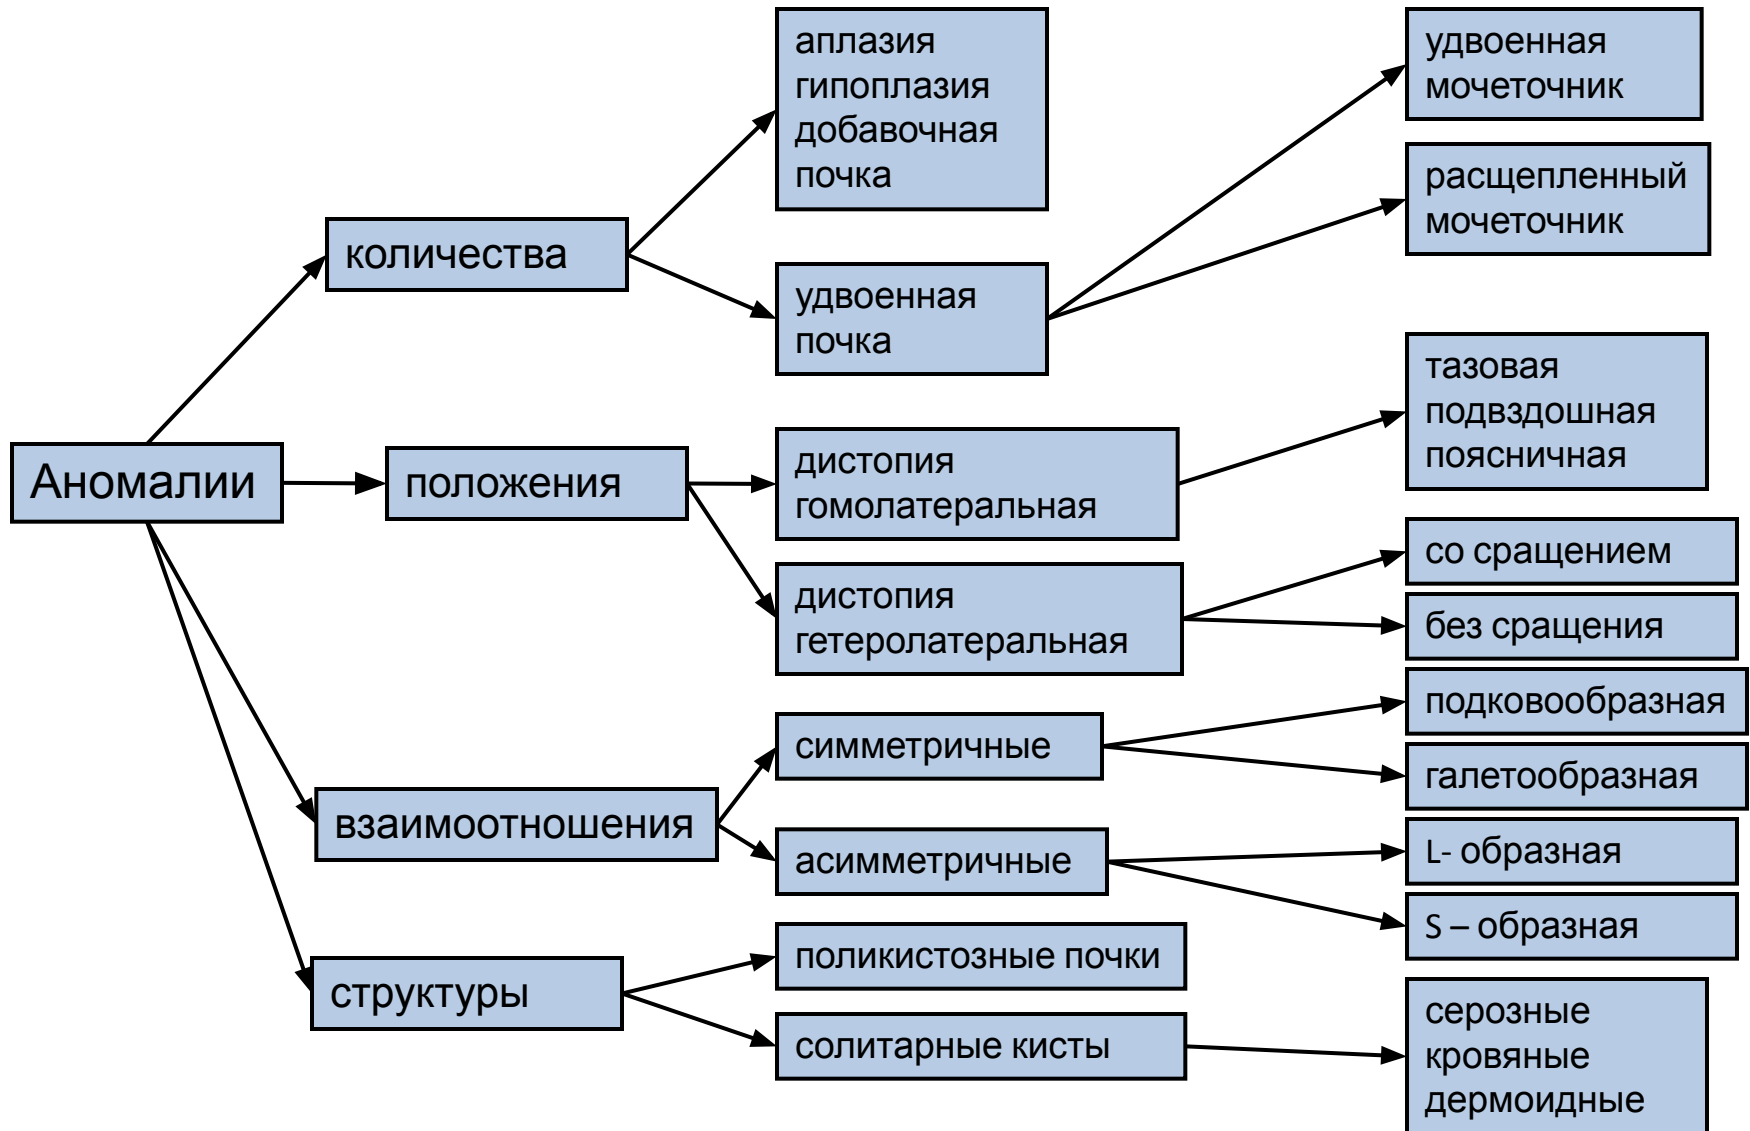 Аномалии
количества
положения
взаимоотношения
структуры
аплазия
гипоплазия
добавочная
почка
удвоенная
почка
дистопия
гомолатеральная
дистопия
гетеролатеральная
симметричные
асимметричные
поликистозные почки
солитарные кисты
удвоенная
мочеточник
расщепленный
мочеточник
тазовая
подвздошная
поясничная
со сращением
без сращения
подковообразная
галетообразная
L- образная
S – образная
серозные
кровяные
дермоидные